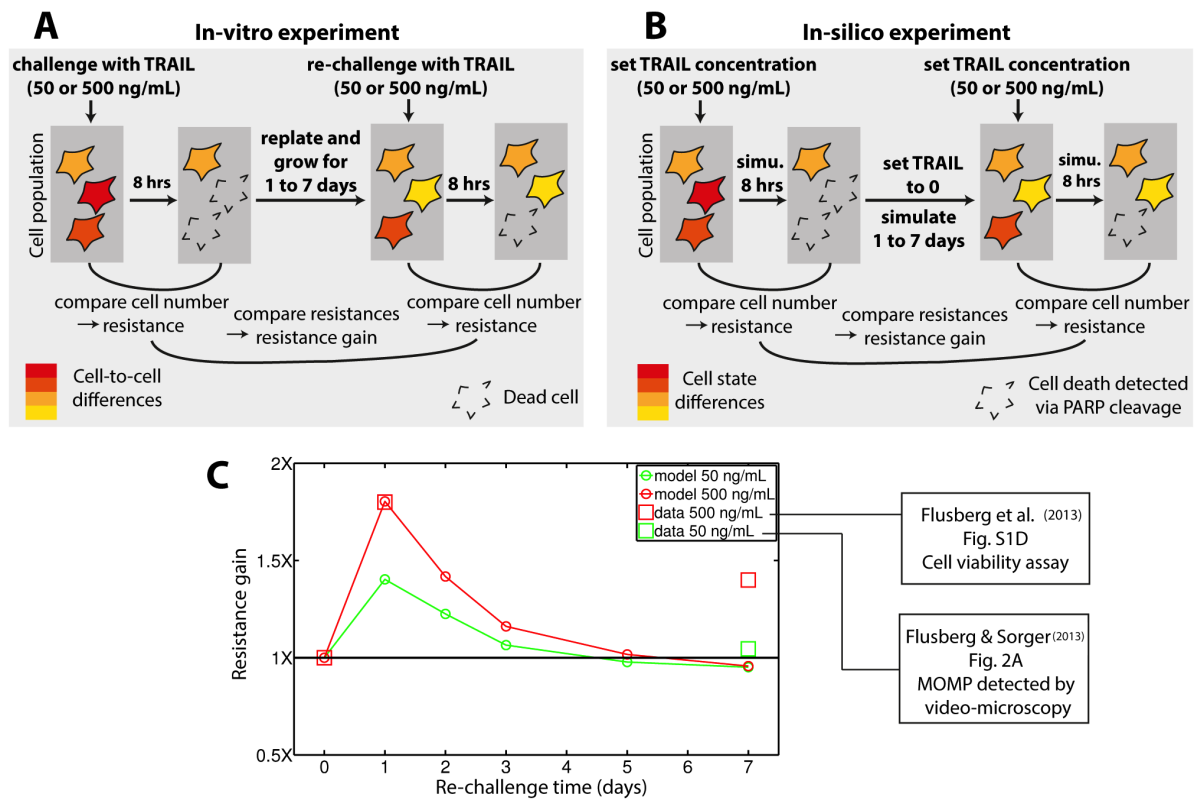 A
In-vitro experiment
challenge with TRAIL
(50 or 500 ng/mL)
re-challenge with TRAIL
(50 or 500 ng/mL)
Cell population
8 hrs
replate and
grow for
1 to 7 days
8 hrs
compare cell number
→ resistance
compare resistances
→ resistance gain
compare cell number
→ resistance
Cell-to-cell
differences
Dead cell
B
In-silico experiment
set TRAIL concentration
(50 or 500 ng/mL)
set TRAIL concentration
(50 or 500 ng/mL)
Cell population
simu.
8 hrs
set TRAIL
to 0
simulate
1 to 7 days
simu.
8 hrs
compare cell number
→ resistance
compare resistances
→ resistance gain
compare cell number
→ resistance
Cell state
differences
Cell death detected
via PARP cleavage
C
2X
1.5X
1X
0.5X
Resistance gain
0 1 2 3 4 5 6 7
Re-challenge time (days)
model 50 ng/mL
model 500 ng/mL
data 500 ng/mL
data 50 ng/mL
Flusberg et al. (2013)
Fig. S1D
Cell viability assay
Flusberg & Sorger (2013)
Fig. 2A
MOMP detected by
video-microscopy